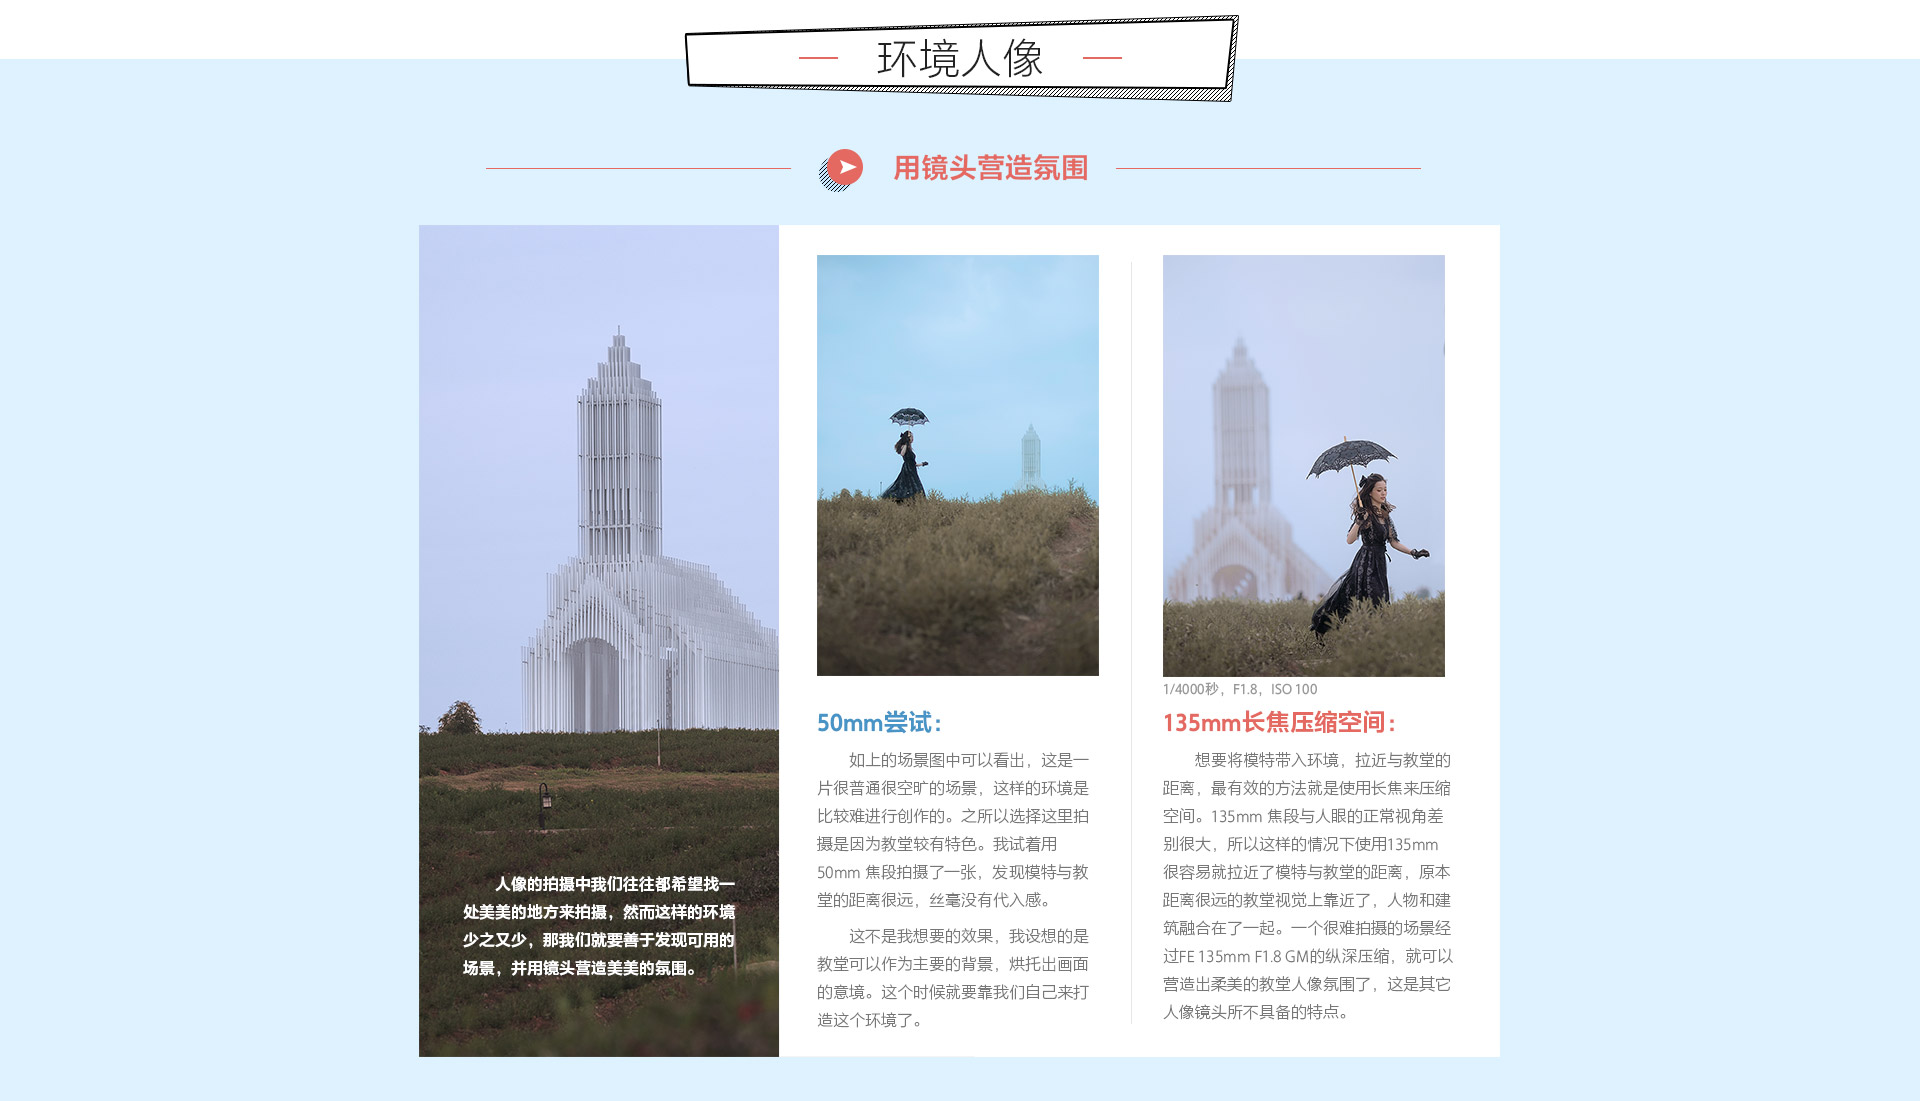 环境人像
用镜头营造氛围
人像的拍摄中我们往往都希望找一
处美美的地方来拍摄，然而这样的环境
少之又少，那我们就要善于发现可用的
场景，并用镜头营造美美的氛围。
50mm尝试：
如上的场景图中可以看出，这是一
片很普通很空旷的场景，这样的环境是
比较难进行创作的。之所以选择这里拍
摄是因为教堂较有特色。我试着用
50mm 焦段拍摄了一张，发现模特与教
堂的距离很远，丝毫没有代入感。
这不是我想要的效果，我设想的是
教堂可以作为主要的背景，烘托出画面
的意境。这个时候就要靠我们自己来打
造这个环境了。
1/4000秒，F1.8，ISO 100
135mm长焦压缩空间：
想要将模特带入环境，拉近与教堂的
距离，最有效的方法就是使用长焦来压缩
空间。135mm 焦段与人眼的正常视角差
别很大，所以这样的情况下使用135mm
很容易就拉近了模特与教堂的距离，原本
距离很远的教堂视觉上靠近了，人物和建
筑融合在了一起。一个很难拍摄的场景经
过FE 135mm F1.8 GM的纵深压缩，就可以
营造出柔美的教堂人像氛围了，这是其它
人像镜头所不具备的特点。